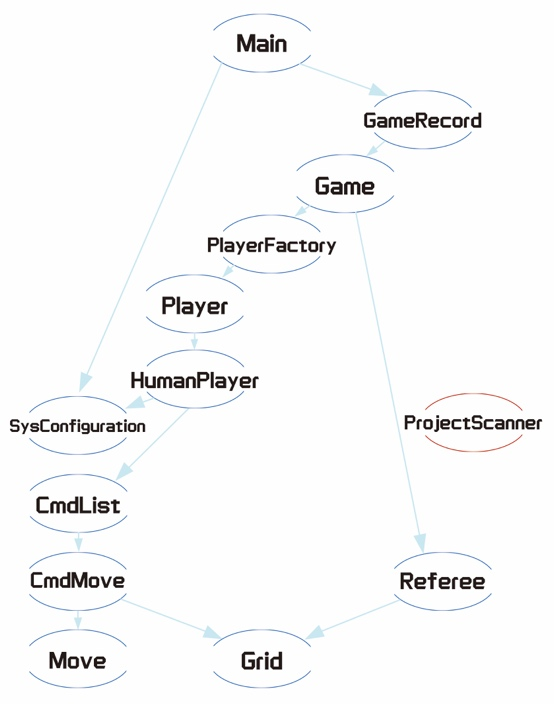 Main
GameRecord
Game
PlayerFactory
Player
HumanPlayer
SysConfiguration
ProjectScanner
CmdList
CmdMove
Referee
Move
Grid